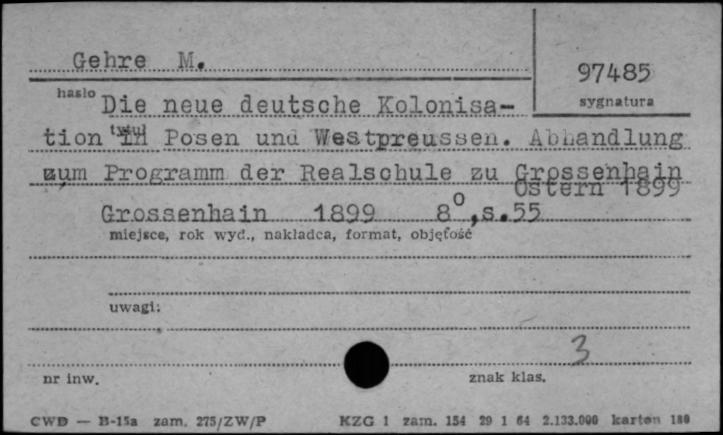 Gehre M.
97485
hasło
sygnatura
Die neue deutsche Kolonisa-
tytuł
tion in Posen und Westpreussen. Abhandlung
zum Programm der Realschule zu Grossenhain
Ostern 1899
Grossenhain 1899 8⁰,s.55
miejsce, rok wyd., nakładca, format, objętość
uwagi:
3
nr inw.
znak klas.
CWD — B-15a zam. 275/ZW/P KZG 1 zam. 154 29 1 64 2.133.000 karton 180